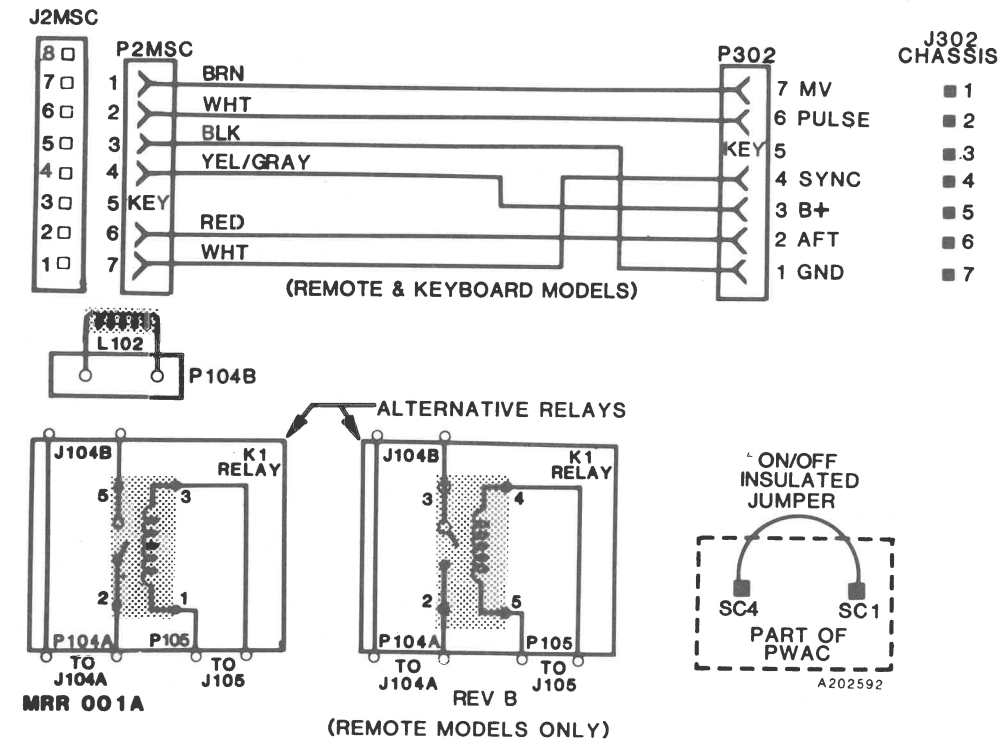 J2MSC
8
7
6
5
4
3
2
1
P2MSC
1
2
3
4
5 KEY
6
7
BRN
WHT
BLK
YEL/GRAY
RED
WHT
(REMOTE & KEYBOARD MODELS)
P302
7 MV
6 PULSE
KEY 5
4 SYNC
3 B+
2 AFT
1 GND
J302
CHASSIS
1
2
.3
4
5
6
7
L102
P104B
ALTERNATIVE RELAYS
J104B
K1
RELAY
5
3
2
1
P104A
P105
TO
J104A
TO
J105
MRR 001A
J104B
K1
RELAY
3
4
2
5
P104A
P105
TO
J104A
TO
J105
REV B
(REMOTE MODELS ONLY)
ON/OFF
INSULATED
JUMPER
SC4
SC1
PART OF
PWAC
A202592